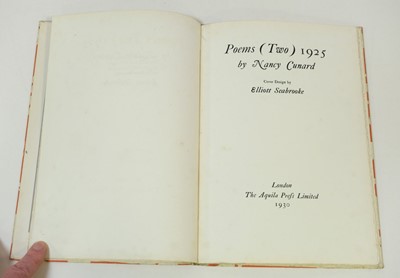 Poems (Two) 1925
by Nancy Cunard
Cover Design by
Elliott Seabrooke
London
The Aquila Press Limited
1930